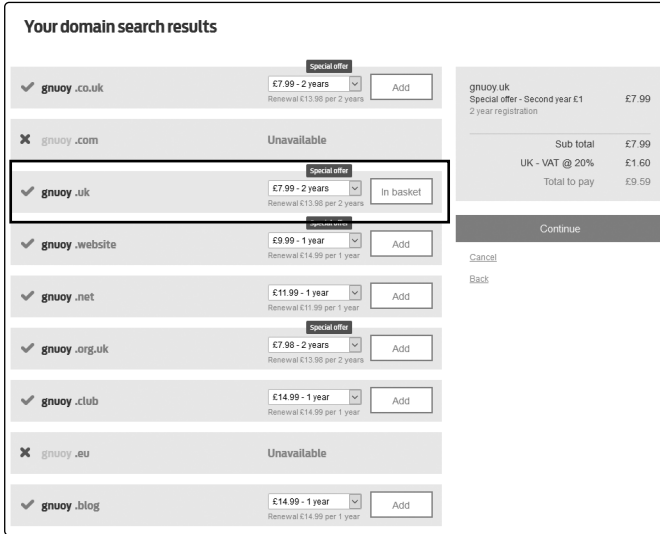 Your domain search results
Special offer
gnuoy .co.uk £7.99 - 2 years Add
Renewal £13.98 per 2 years
gnuoy .com Unavailable
Special offer
gnuoy .uk £7.99 - 2 years In basket
Renewal £13.98 per 2 years
Special offer
gnuoy .website £9.99 - 1 year Add
Renewal £14.99 per 1 year
gnuoy .net £11.99 - 1 year Add
Renewal £11.99 per 1 year
Special offer
gnuoy .org.uk £7.98 - 2 years Add
Renewal £13.98 per 2 years
gnuoy .club £14.99 - 1 year Add
Renewal £14.99 per 1 year
gnuoy .eu Unavailable
gnuoy .blog £14.99 - 1 year Add
Renewal £14.99 per 1 year
gnuoy.uk
Special offer - Second year £1 £7.99
2 year registration
Sub total £7.99
UK - VAT @ 20% £1.60
Total to pay £9.59
Continue
Cancel
Back